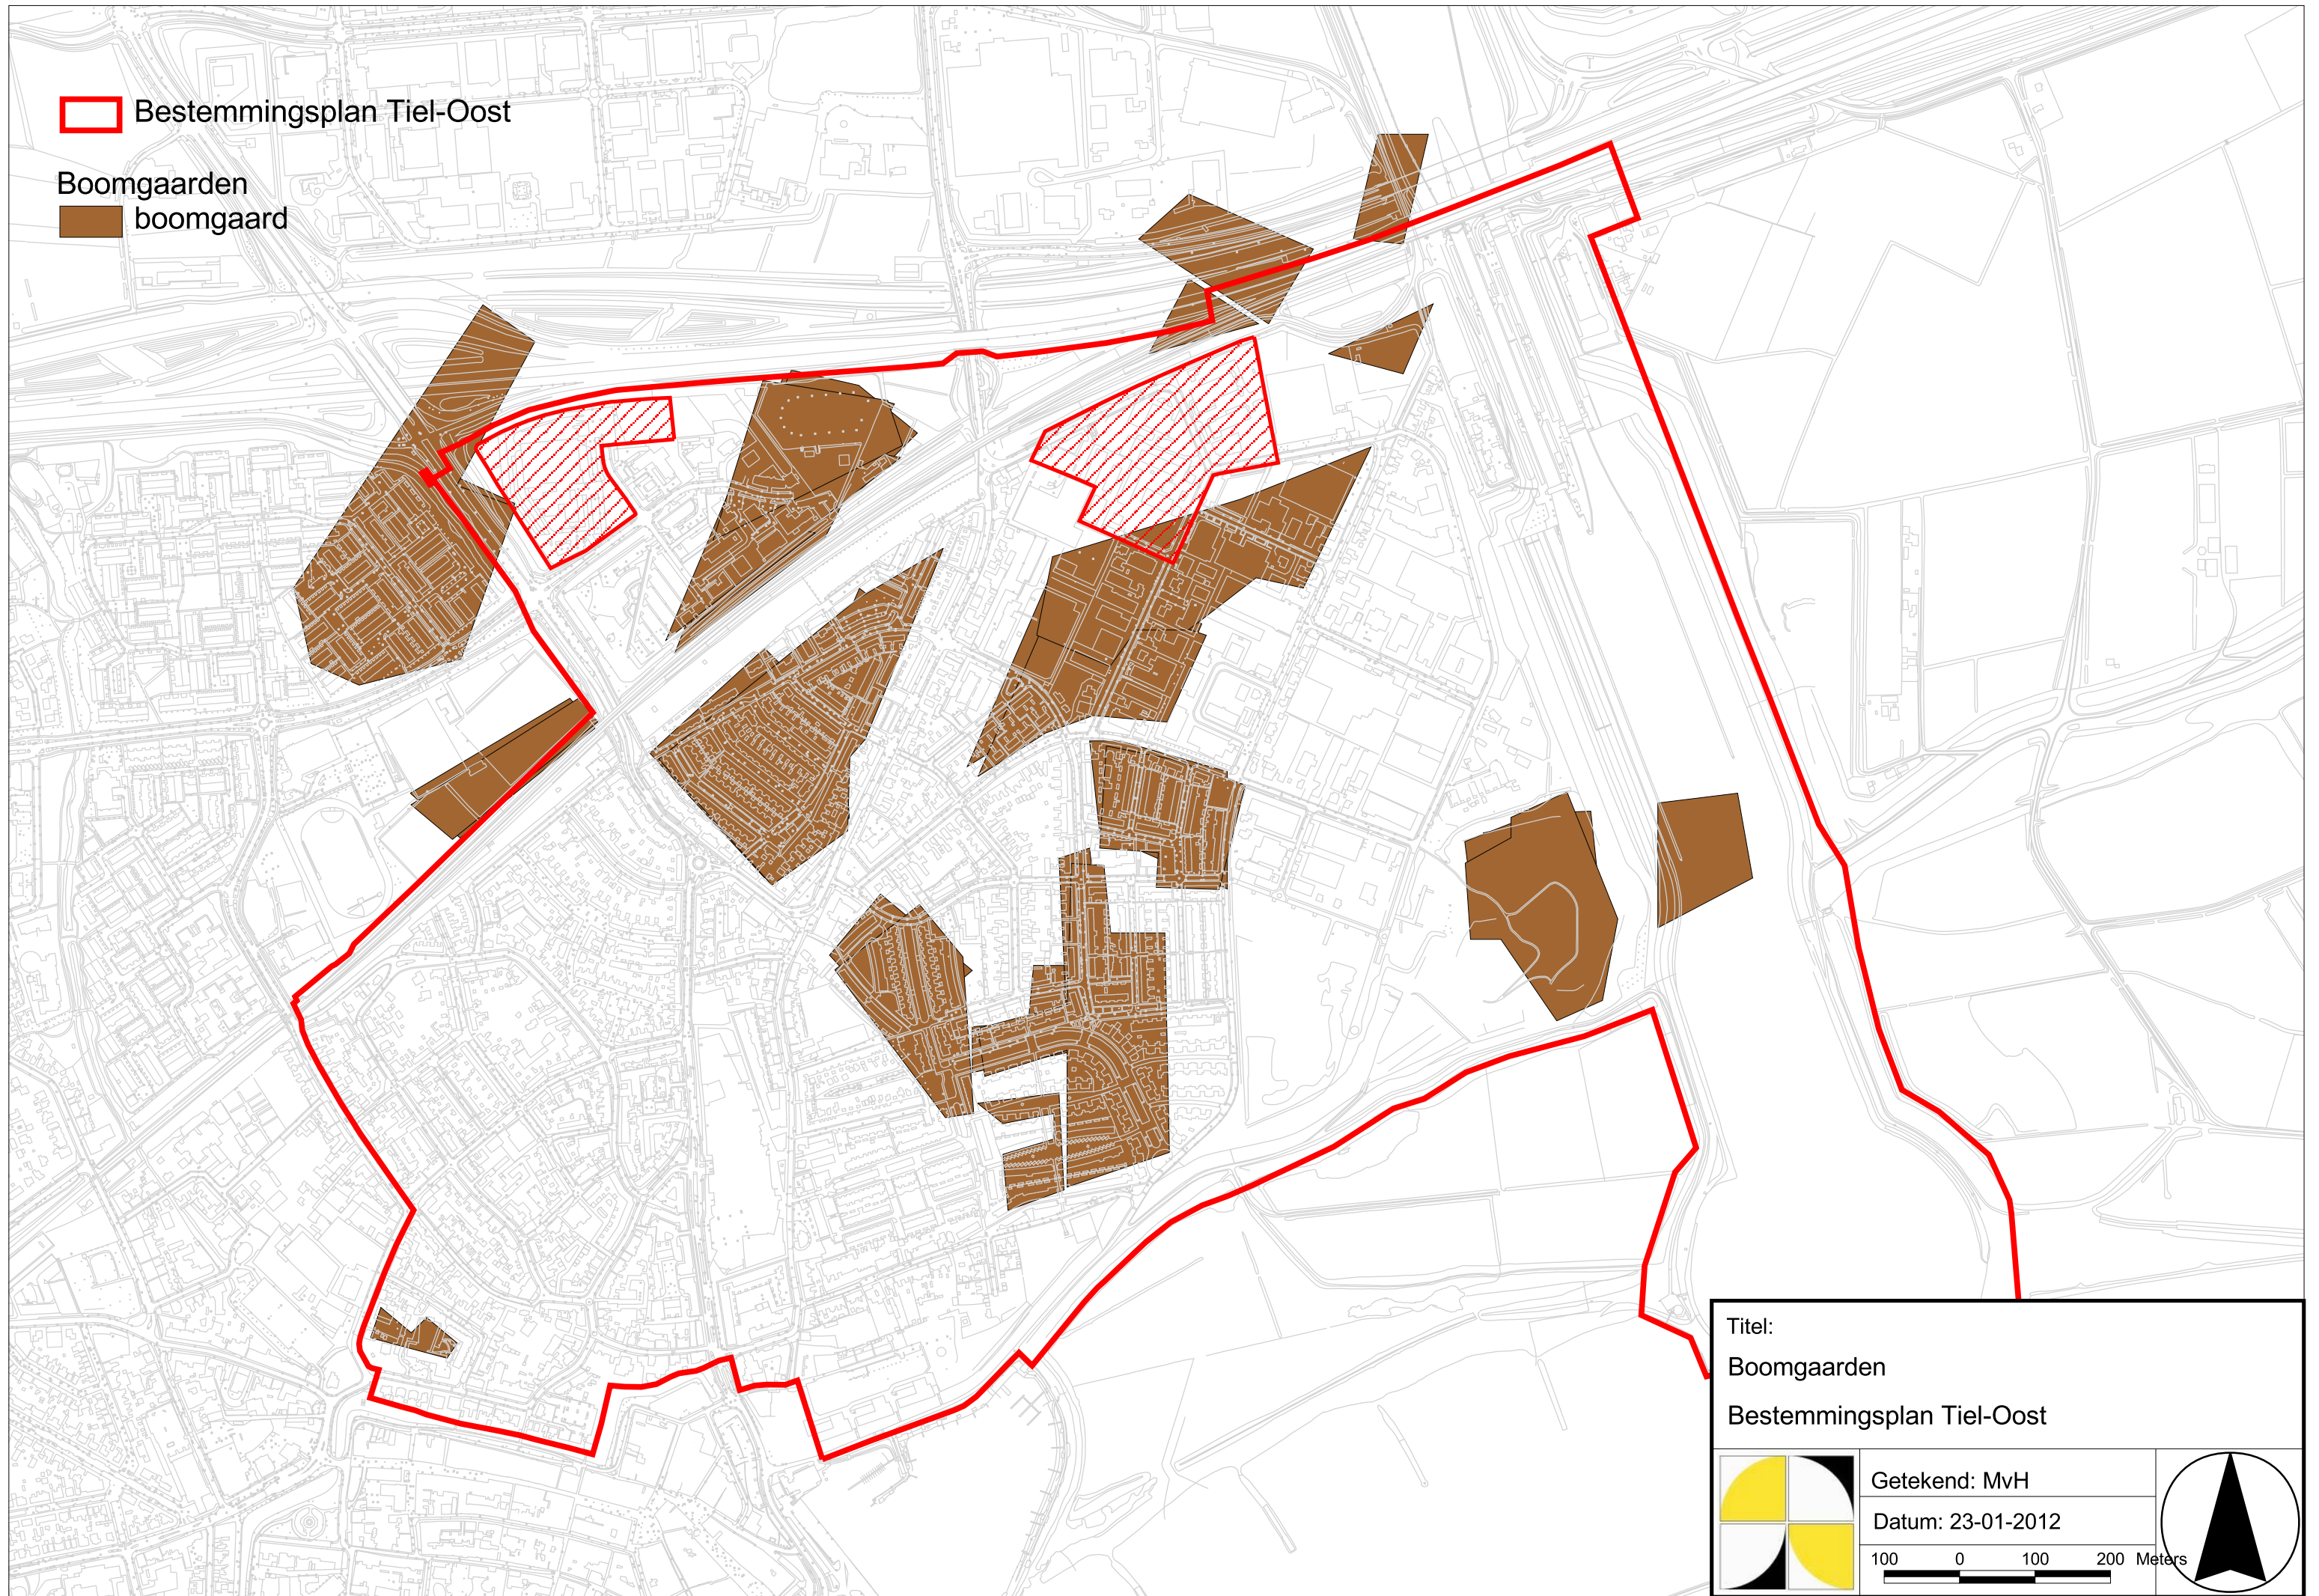 Bestemmingsplan Tiel-Oost
Boomgaarden
boomgaard
Titel:
Boomgaarden
Bestemmingsplan Tiel-Oost
Getekend: MvH
Datum: 23-01-2012
100 0 100 200 Meters